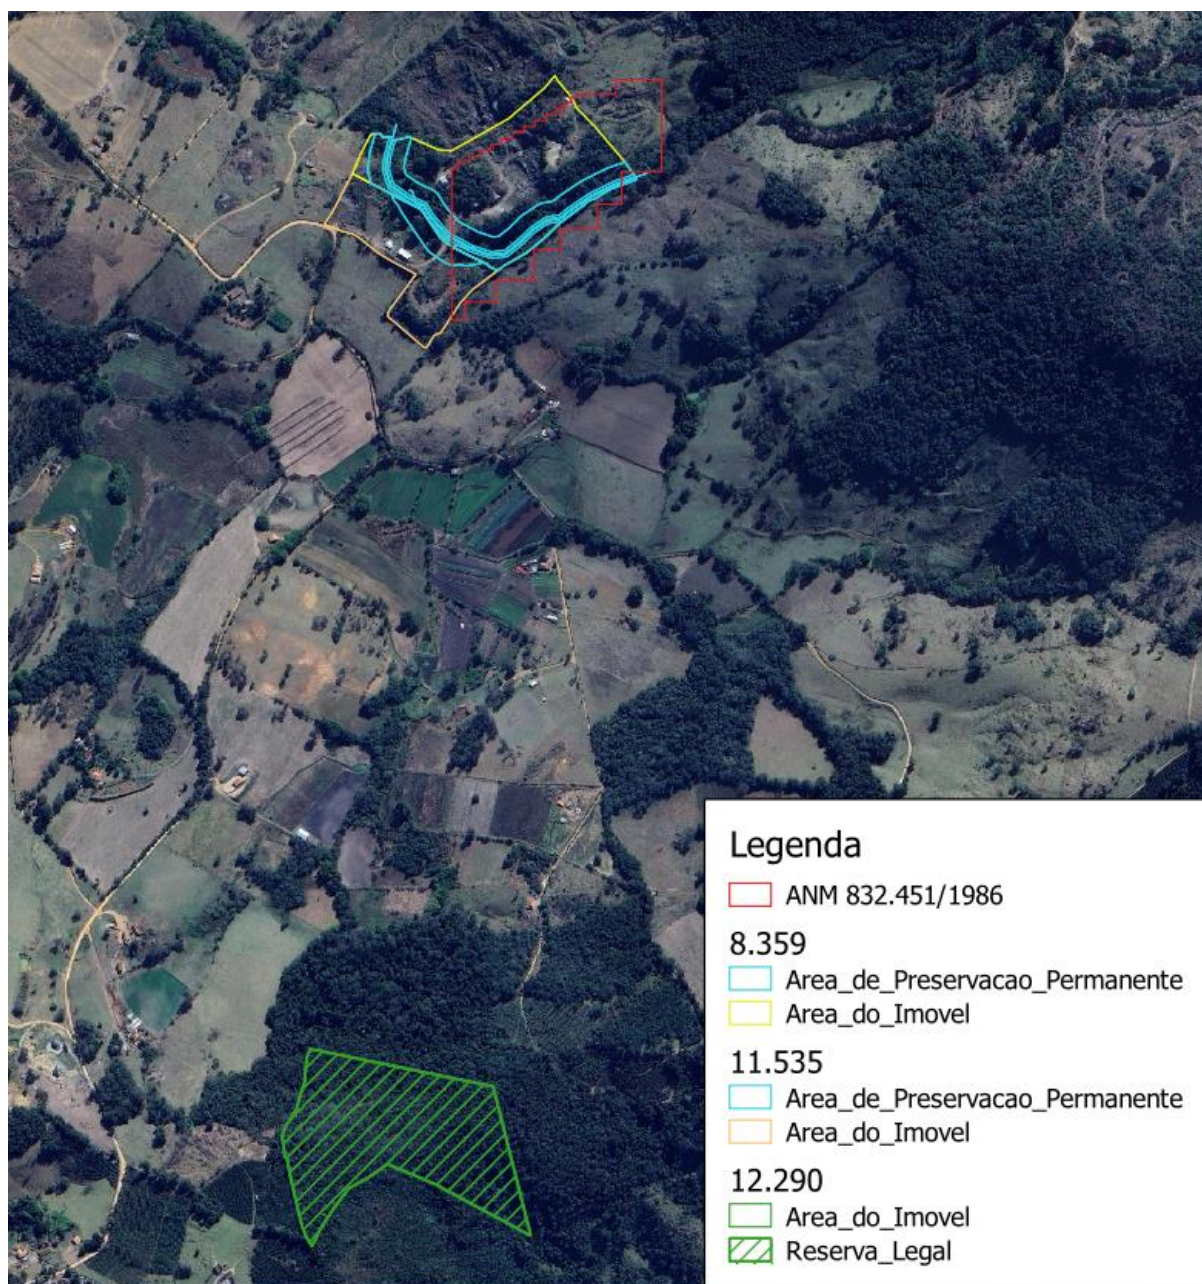 Legenda
ANM 832.451/1986
8.359
Area_de_Preservacao_Permanente
Area_do_Imovel
11.535
Area_de_Preservacao_Permanente
Area_do_Imovel
12.290
Area_do_Imovel
Reserva_Legal